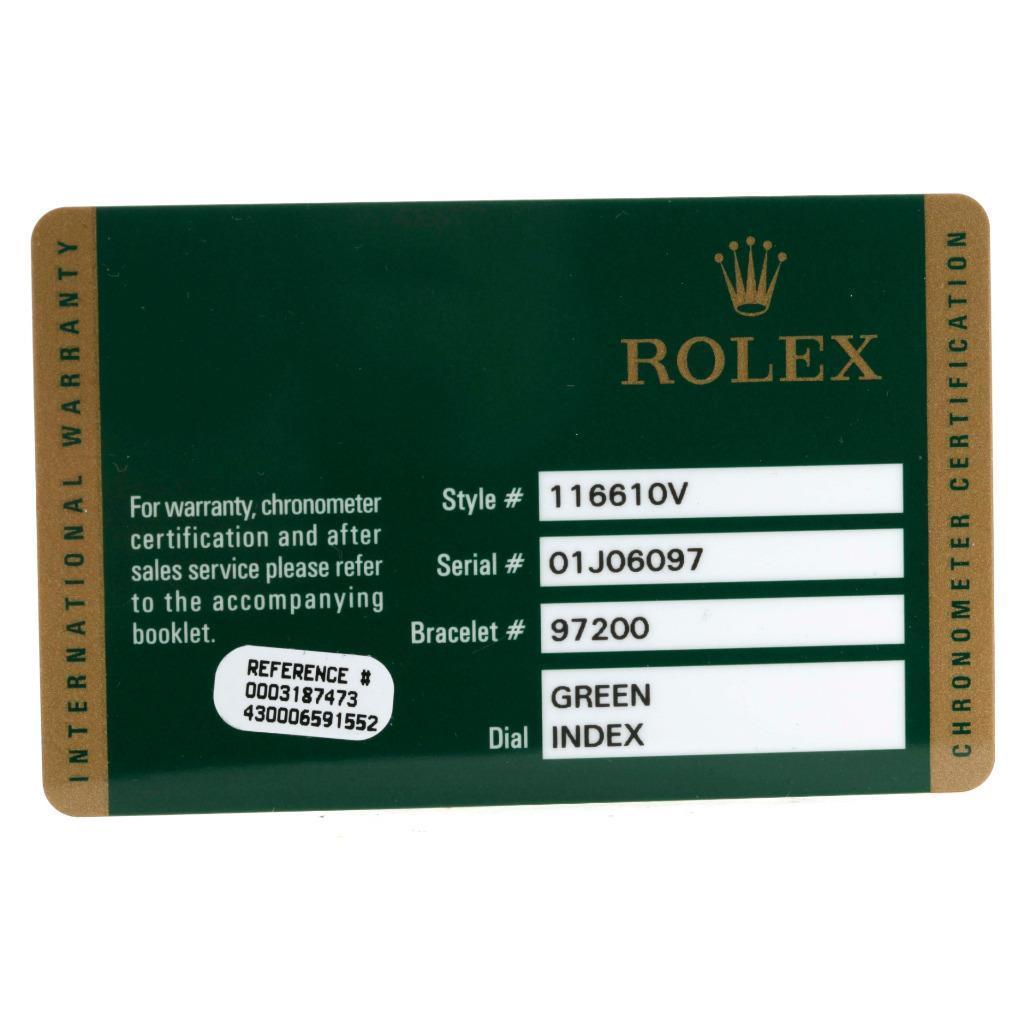 INTERNATIONAL WARRANTY
ROLEX
CHRONOMETER CERTIFICATION
For warranty, chronometer
certification and after
sales service please refer
to the accompanying
booklet.
REFERENCE #
0003187473
430006591552
Style # 116610V
Serial # 01J06097
Bracelet # 97200
Dial GREEN
INDEX